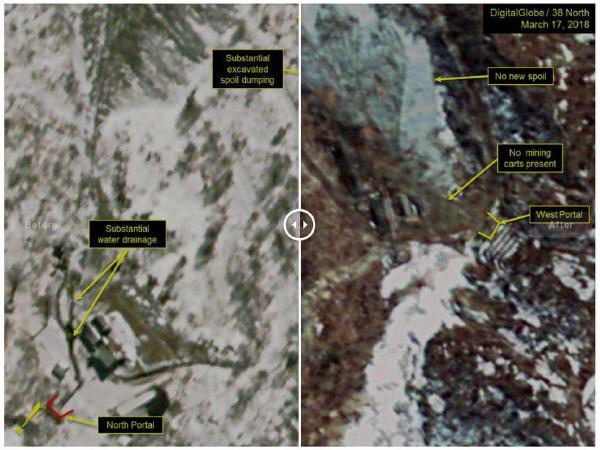 DigitalGlobe / 38 North
March 17, 2018
Substantial
excavated
spoil dumping
No new spoil
No mining
carts present
West Portal
Before
After
Substantial
water drainage
North Portal